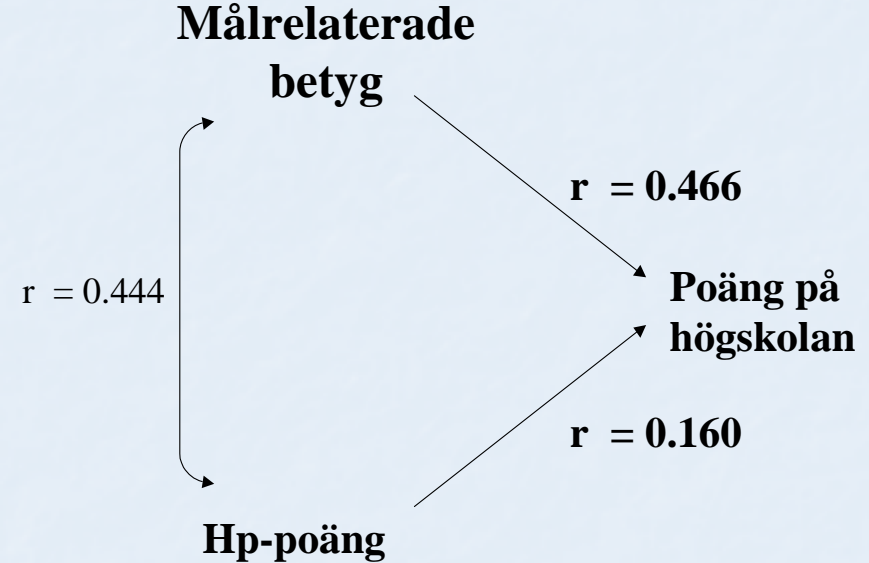 Målrelaterade
betyg
r = 0.466
r = 0.444
Poäng på
högskolan
r = 0.160
Hp-poäng